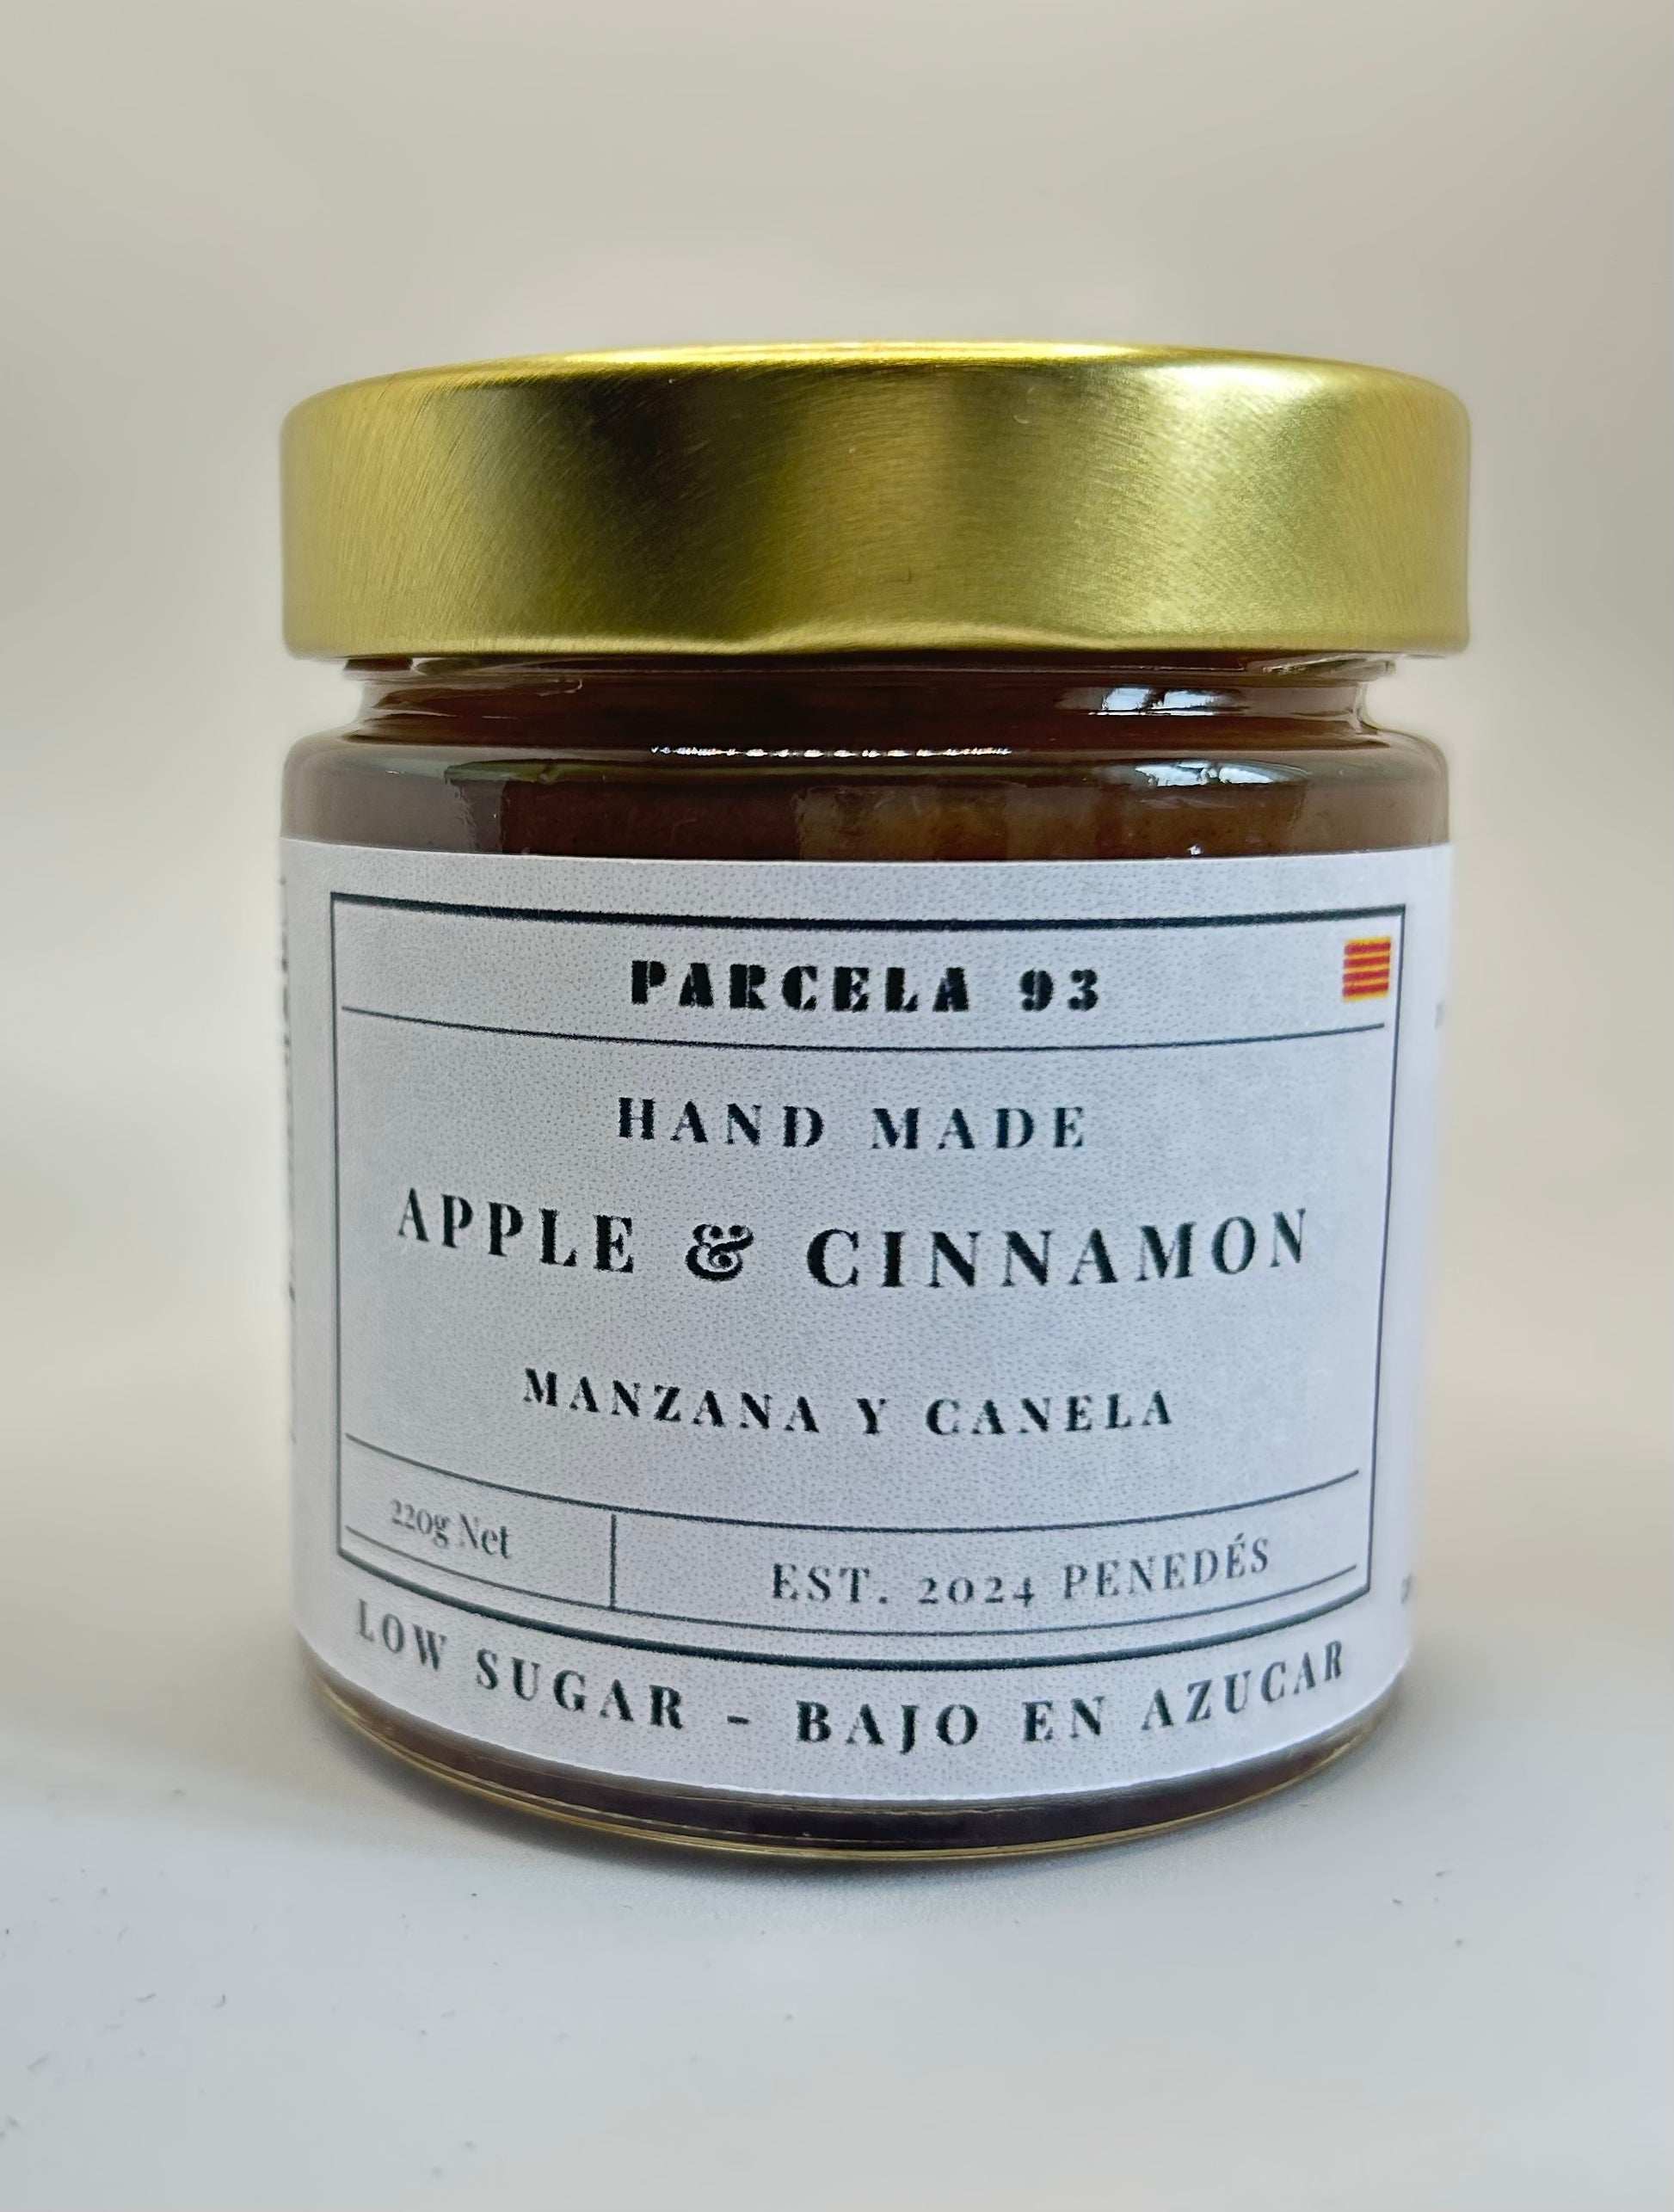 PARCELA 93
HAND MADE
APPLE & CINNAMON
MANZANA Y CANELA
220g Net
EST. 2024 PENEDÉS
LOW SUGAR - BAJO EN AZUCAR